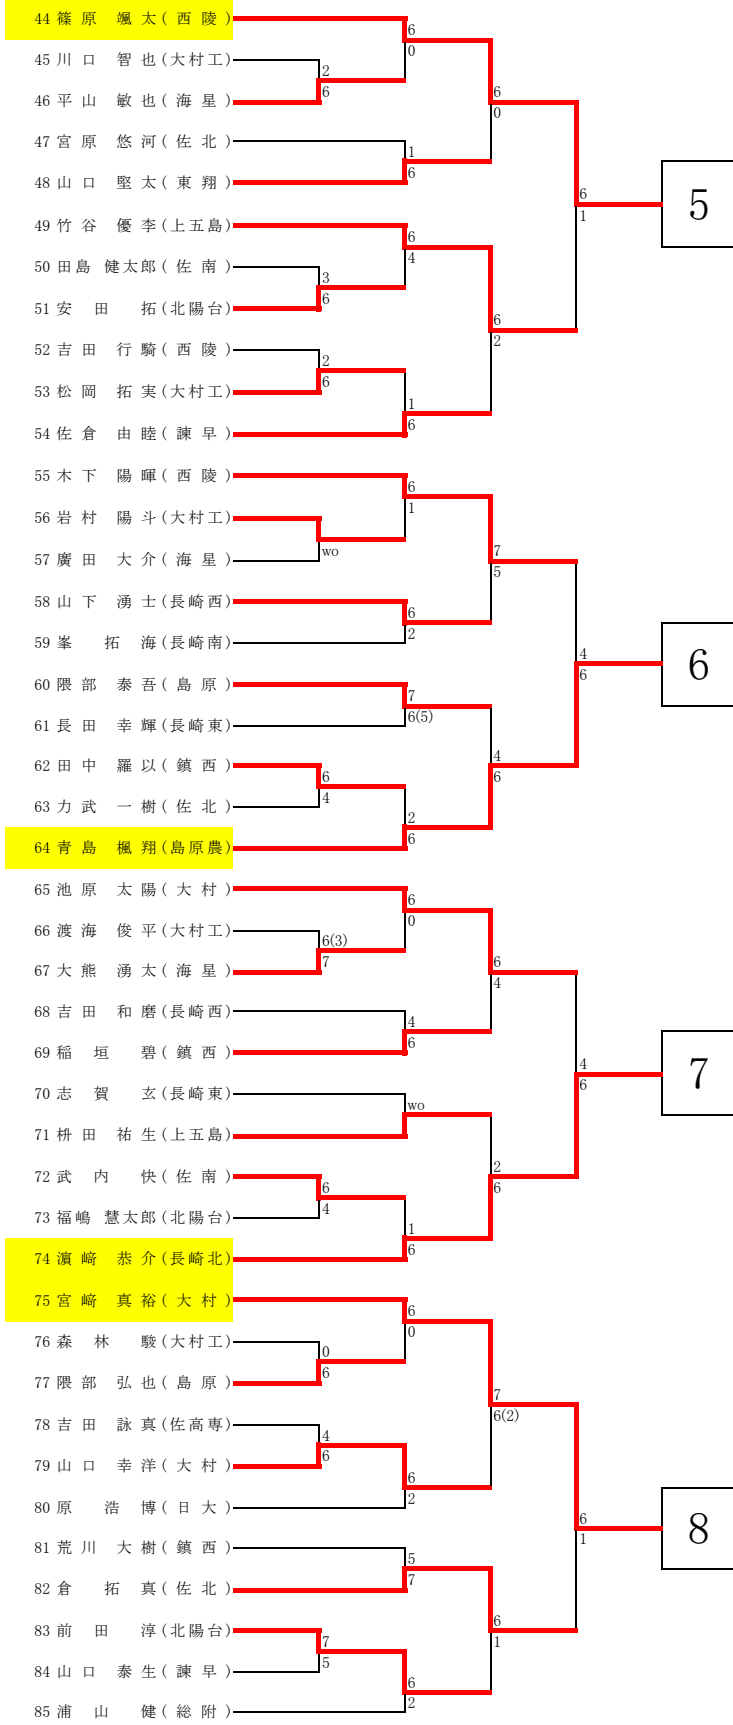 44 篠原 颯太(西陵)
6
0
45 川口 智也(大村工)
2
6
46 平山 敏也(海星)
6
0
47 宮原 悠河(佐北)
1
6
48 山口 堅太(東翔)
6
1
5
49 竹谷 優李(上五島)
6
4
50 田島 健太郎(佐南)
3
6
51 安田 拓(北陽台)
6
2
52 吉田 行騎(西陵)
2
6
53 松岡 拓実(大村工)
1
6
54 佐倉 由睦(諫早)
55 木下 陽暉(西陵)
6
1
56 岩村 陽斗(大村工)
wo
57 廣田 大介(海星)
7
5
58 山下 湧士(長崎西)
6
2
59 峯 拓海(長崎南)
4
6
6
60 隈部 泰吾(島原)
7
6(5)
61 長田 幸輝(長崎東)
4
6
62 田中 羅以(鎮西)
6
4
63 力武 一樹(佐北)
2
6
64 青島 楓翔(島原農)
65 池原 太陽(大村)
6
0
66 渡海 俊平(大村工)
6(3)
7
67 大熊 湧太(海星)
6
4
68 吉田 和磨(長崎西)
4
6
69 稲垣 碧(鎮西)
4
6
7
70 志賀 玄(長崎東)
wo
71 枡田 祐生(上五島)
2
6
72 武内 快(佐南)
6
4
73 福嶋 慧太郎(北陽台)
1
6
74 濵﨑 恭介(長崎北)
75 宮﨑 真裕(大村)
6
0
76 森林 駿(大村工)
0
6
77 隈部 弘也(島原)
7
6(2)
78 吉田 詠真(佐高専)
4
6
79 山口 幸洋(大村)
6
2
80 原 浩博(日大)
6
1
8
81 荒川 大樹(鎮西)
5
7
82 倉 拓真(佐北)
6
1
83 前田 淳(北陽台)
7
5
84 山口 泰生(諫早)
6
2
85 浦山 健(総附)